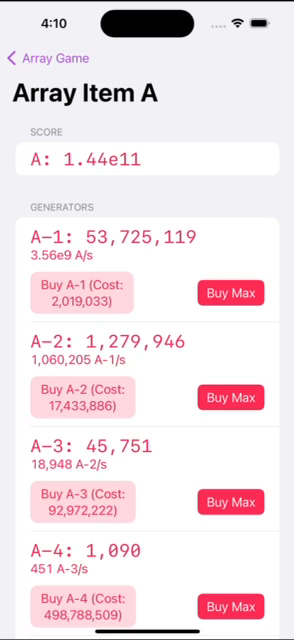 4:10
Array Game
Array Item A
SCORE
A: 1.44e11
GENERATORS
A-1: 53,725,119
3.56e9 A/s
Buy A-1 (Cost:
2,019,033)
Buy Max
A-2: 1,279,946
1,060,205 A-1/s
Buy A-2 (Cost:
17,433,886)
Buy Max
A-3: 45,751
18,948 A-2/s
Buy A-3 (Cost:
92,972,222)
Buy Max
A-4: 1,090
451 A-3/s
Buy A-4 (Cost:
498,788,509)
Buy Max